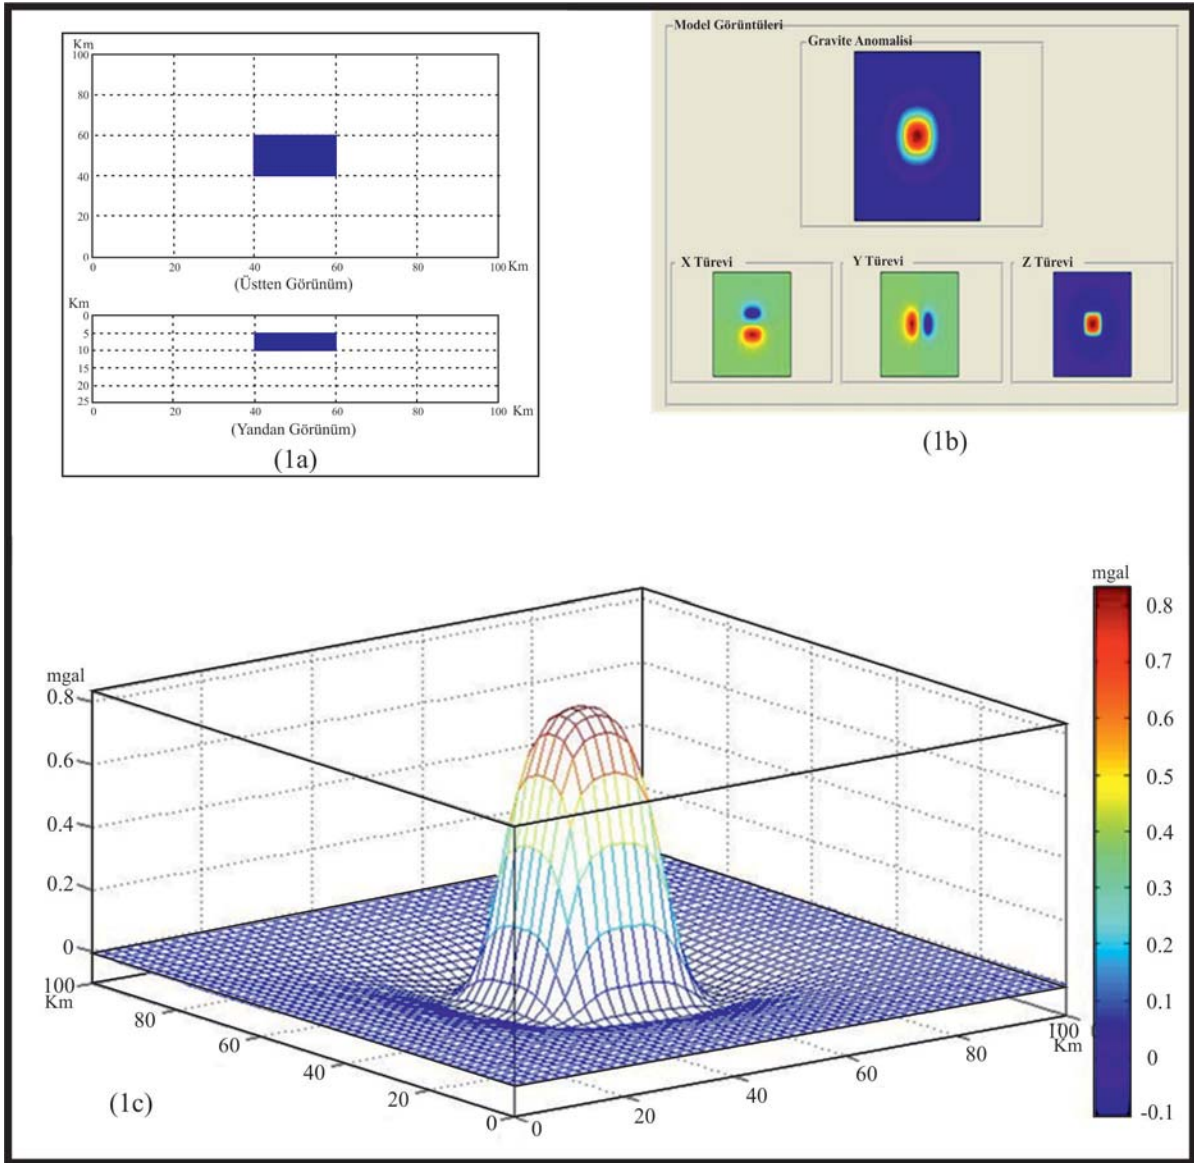 Km
100
80
60
40
20
0
0 20 40 60 80 100 Km
(Üstten Görünüm)
Km
0
5
10
15
20
25
0 20 40 60 80 100 Km
(Yandan Görünüm)
(1a)
Model Görüntüleri
Gravite Anomalisi
X Türevi
Y Türevi
Z Türevi
(1b)
mgal
0.8
0.6
0.4
0.2
0
100
Km
80
60
40
20
0
0
20
40
60
80
100
Km
(1c)
mgal
0.8
0.7
0.6
0.5
0.4
0.3
0.2
0.1
0
-0.1